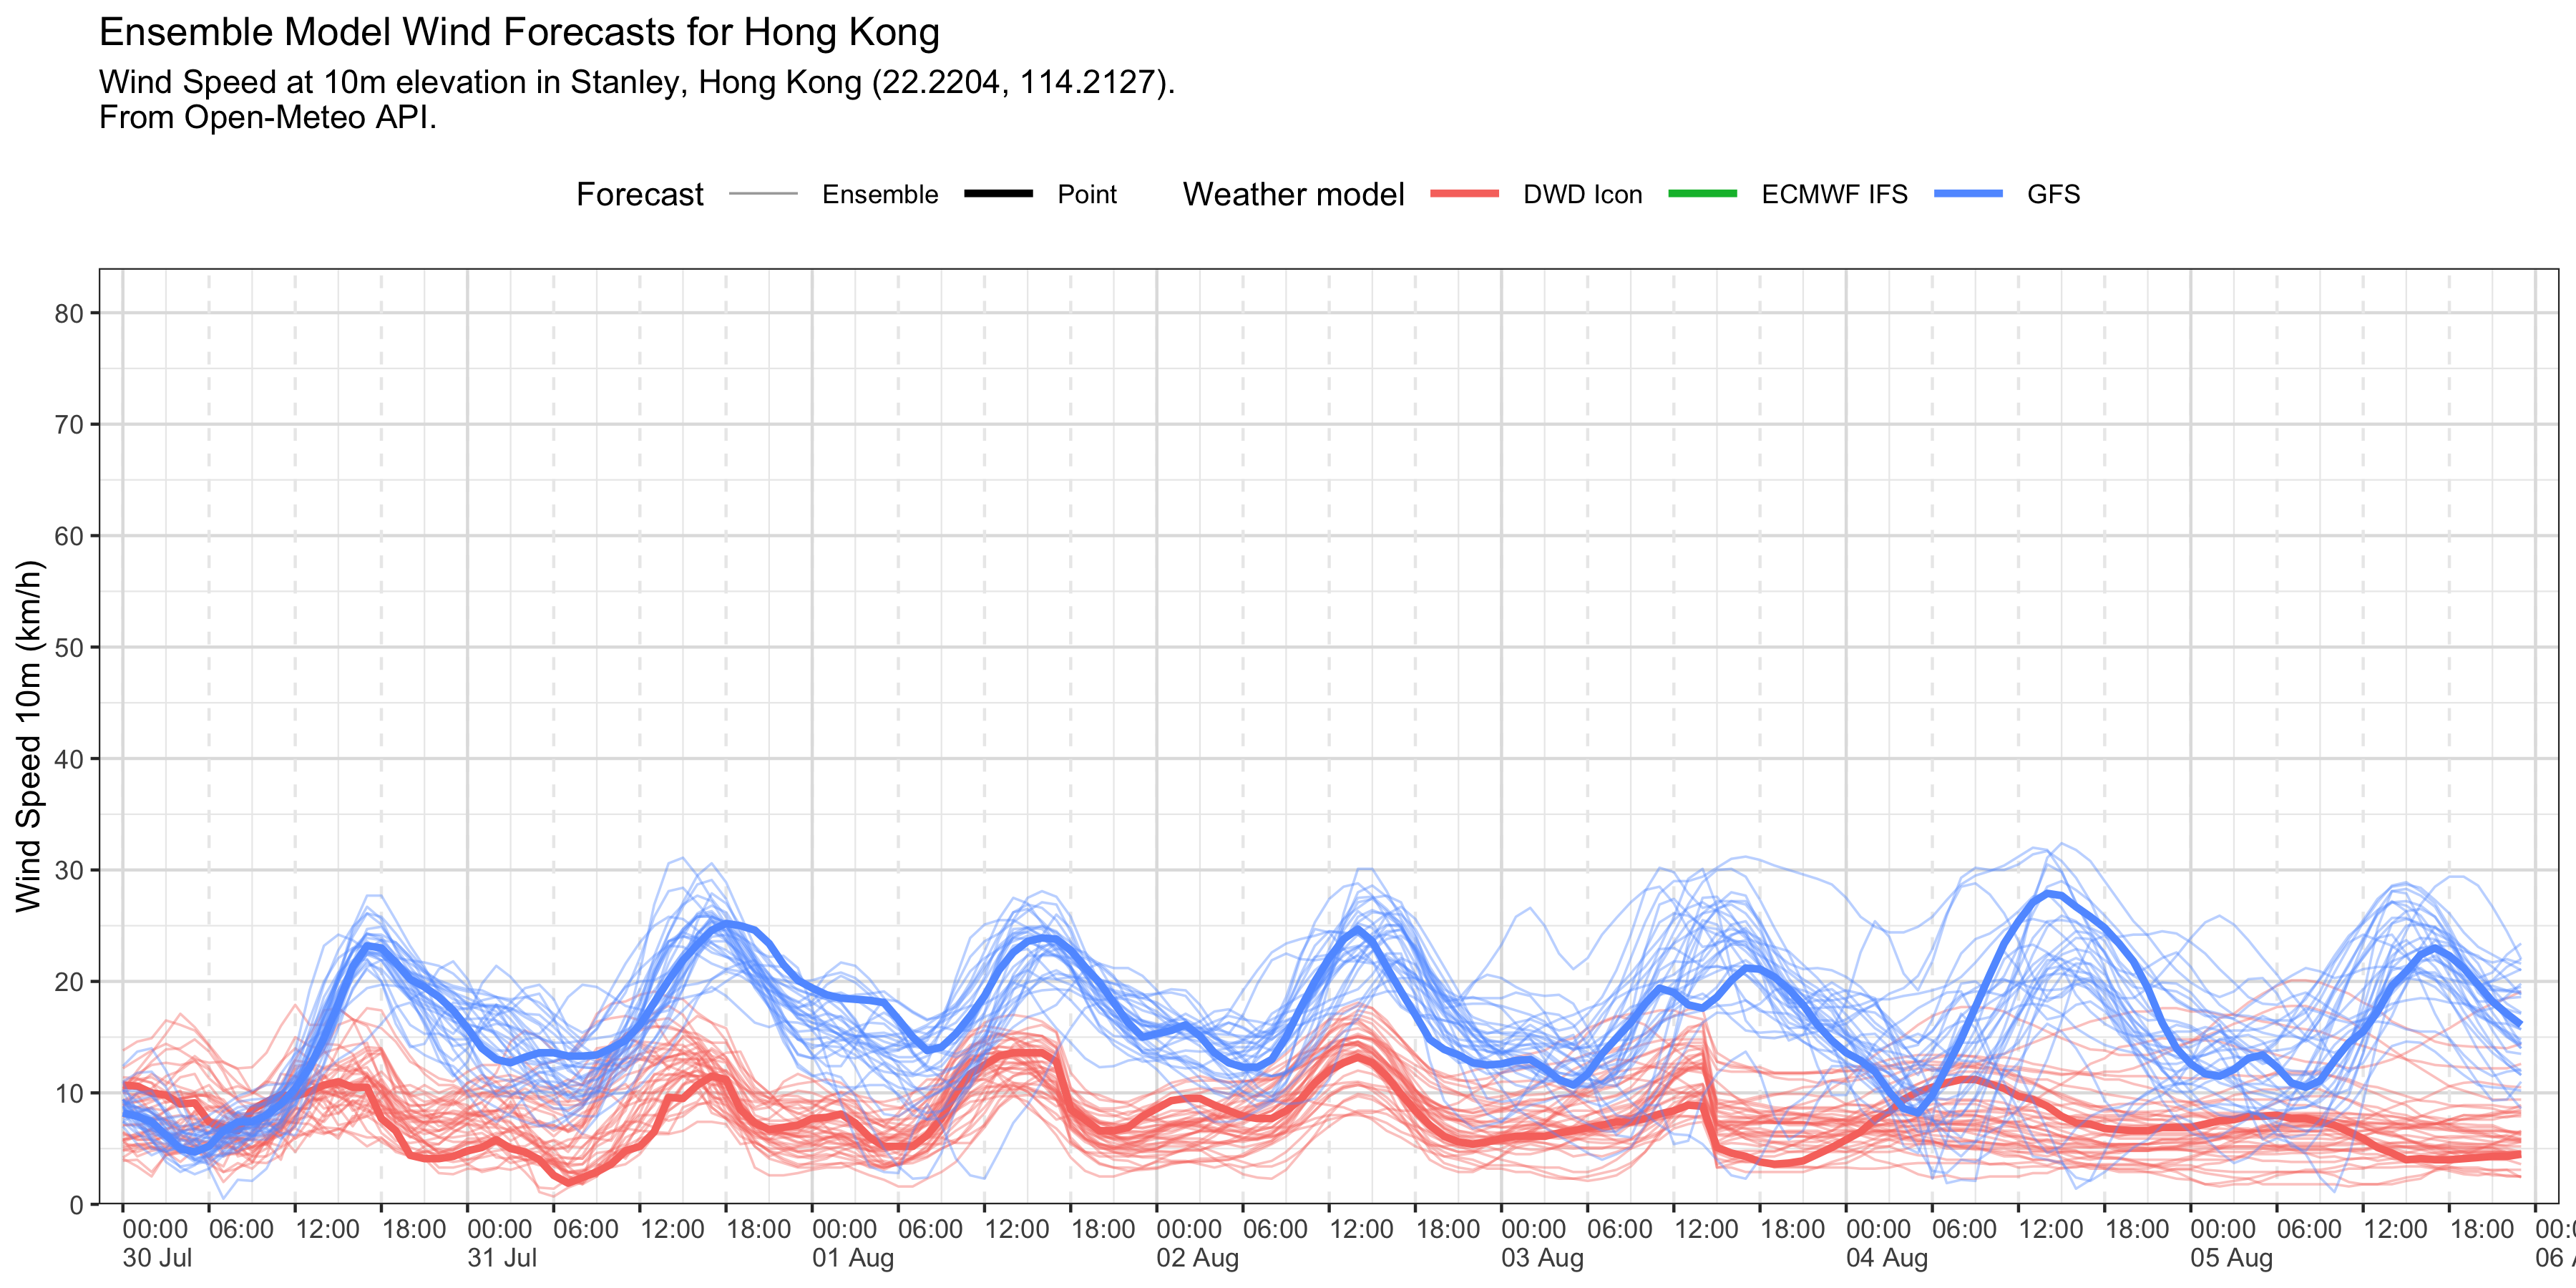 Ensemble Model Wind Forecasts for Hong Kong
Wind Speed at 10m elevation in Stanley, Hong Kong (22.2204, 114.2127).
From Open-Meteo API.
Forecast Ensemble Point Weather model DWD Icon ECMWF IFS GFS
Wind Speed 10m (km/h)
80
70
60
50
40
30
20
10
0
00:00 06:00 12:00 18:00 00:00 06:00 12:00 18:00 00:00 06:00 12:00 18:00 00:00 06:00 12:00 18:00 00:00 06:00 12:00 18:00 00:00 06:00 12:00 18:00 00:00 06:00 12:00 18:00
30 Jul 31 Jul 01 Aug 02 Aug 03 Aug 04 Aug 05 Aug 06